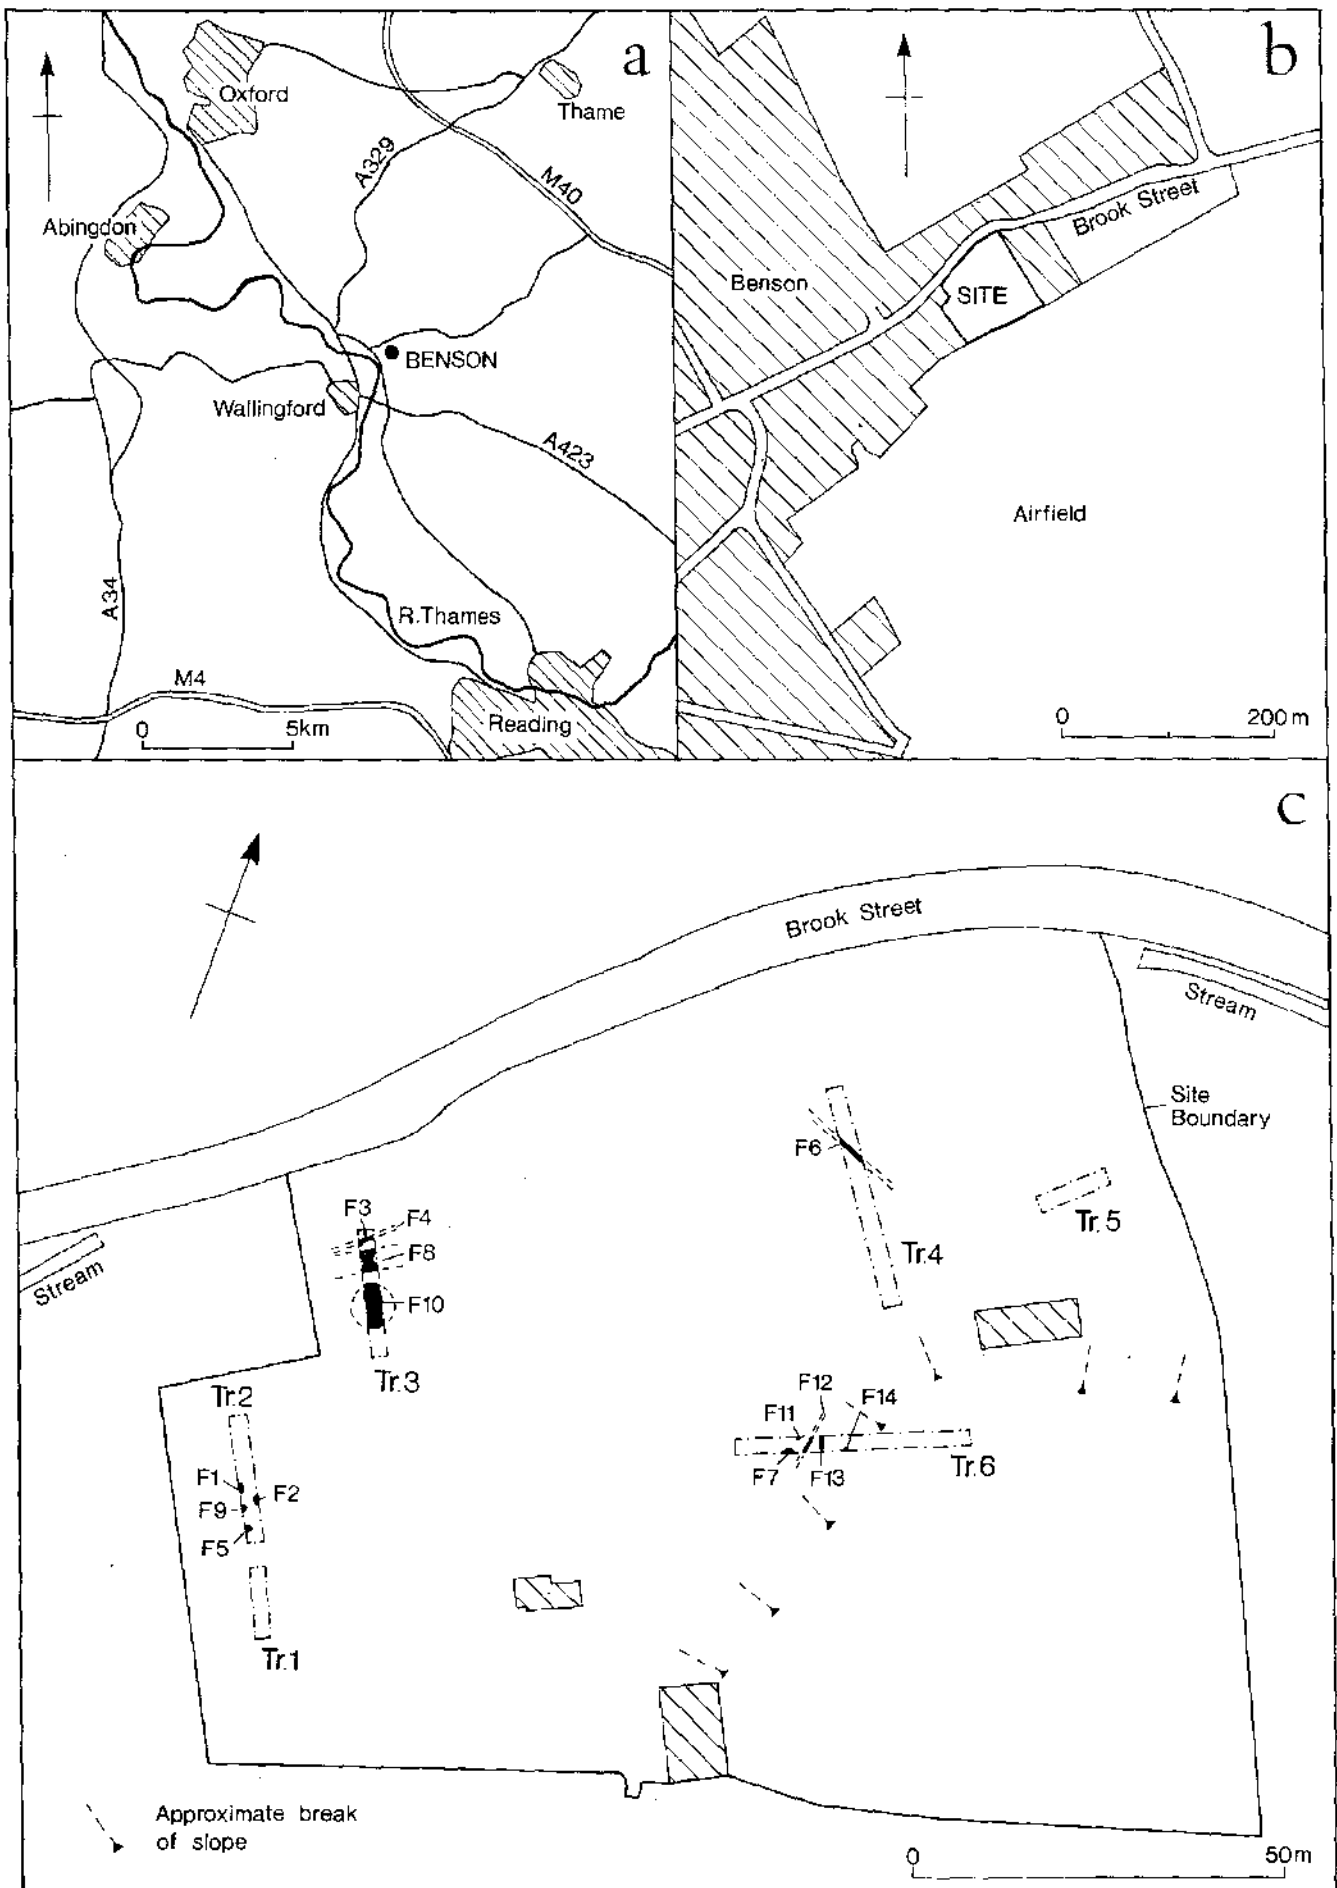 a
Oxford
Thame
A329
M40
Abingdon
BENSON
Wallingford
A423
A34
R.Thames
M4
0 5km
Reading
b
Brook Street
Benson
SITE
Airfield
0 200m
c
Brook Street
Stream
Site
Boundary
F6
F3
F4
Tr.5
F8
Tr.4
Stream
F10
Tr.3
Tr.2
F12
F14
F11
F7
F13
Tr.6
F1
F2
F9
F5
Tr.1
Approximate break
of slope
0 50m